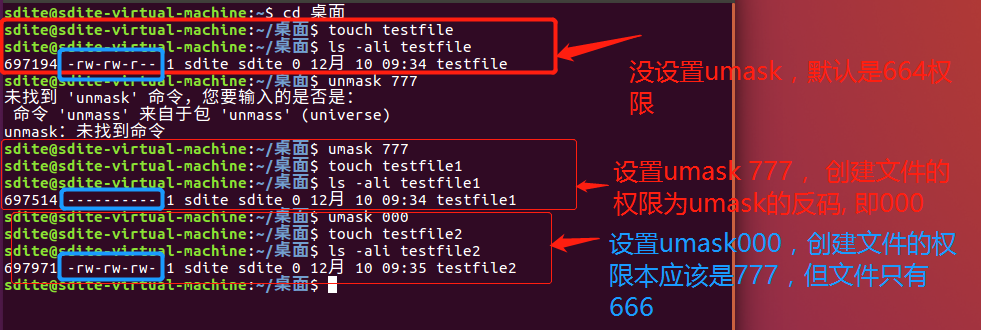 sdite@sdite-virtual-machine:~$ cd 桌面
sdite@sdite-virtual-machine:~/桌面$ touch testfile
sdite@sdite-virtual-machine:~/桌面$ ls -ali testfile
697194 -rw-rw-r-- 1 sdite sdite 0 12月 10 09:34 testfile
sdite@sdite-virtual-machine:~/桌面$ unmask 777
未找到 'unmask' 命令，您要输入的是否是：
命令 'unmass' 来自于包 'unmass' (universe)
unmask：未找到命令
sdite@sdite-virtual-machine:~/桌面$ umask 777
sdite@sdite-virtual-machine:~/桌面$ touch testfile1
sdite@sdite-virtual-machine:~/桌面$ ls -ali testfile1
697514 ---------- 1 sdite sdite 0 12月 10 09:34 testfile1
sdite@sdite-virtual-machine:~/桌面$ umask 000
sdite@sdite-virtual-machine:~/桌面$ touch testfile2
sdite@sdite-virtual-machine:~/桌面$ ls -ali testfile2
697971 -rw-rw-rw- 1 sdite sdite 0 12月 10 09:35 testfile2
sdite@sdite-virtual-machine:~/桌面$
没设置umask，默认是664权
限
设置umask 777， 创建文件的
权限为umask的反码, 即000
设置umask000，创建文件的权
限本应该是777，但文件只有
666